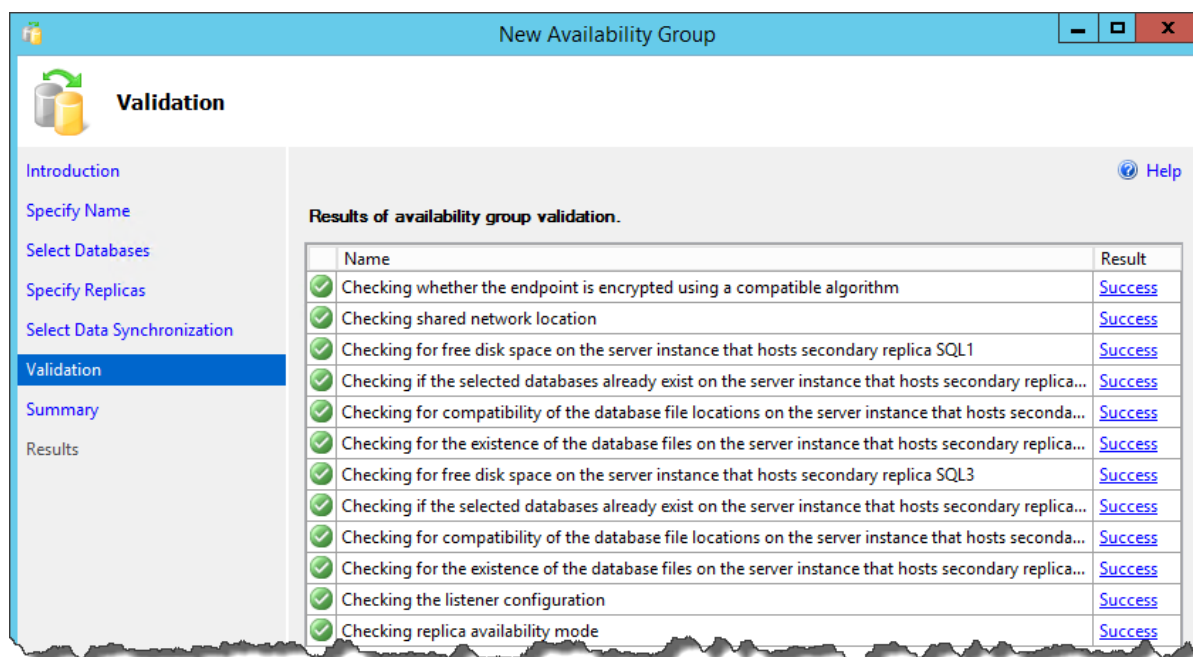 New Availability Group
Validation
Introduction
Specify Name
Select Databases
Specify Replicas
Select Data Synchronization
Validation
Summary
Results
Help
Results of availability group validation.
Name Result
Checking whether the endpoint is encrypted using a compatible algorithm Success
Checking shared network location Success
Checking for free disk space on the server instance that hosts secondary replica SQL1 Success
Checking if the selected databases already exist on the server instance that hosts secondary replica... Success
Checking for compatibility of the database file locations on the server instance that hosts seconda... Success
Checking for the existence of the database files on the server instance that hosts secondary replica... Success
Checking for free disk space on the server instance that hosts secondary replica SQL3 Success
Checking if the selected databases already exist on the server instance that hosts secondary replica... Success
Checking for compatibility of the database file locations on the server instance that hosts seconda... Success
Checking for the existence of the database files on the server instance that hosts secondary replica... Success
Checking the listener configuration Success
Checking replica availability mode Success